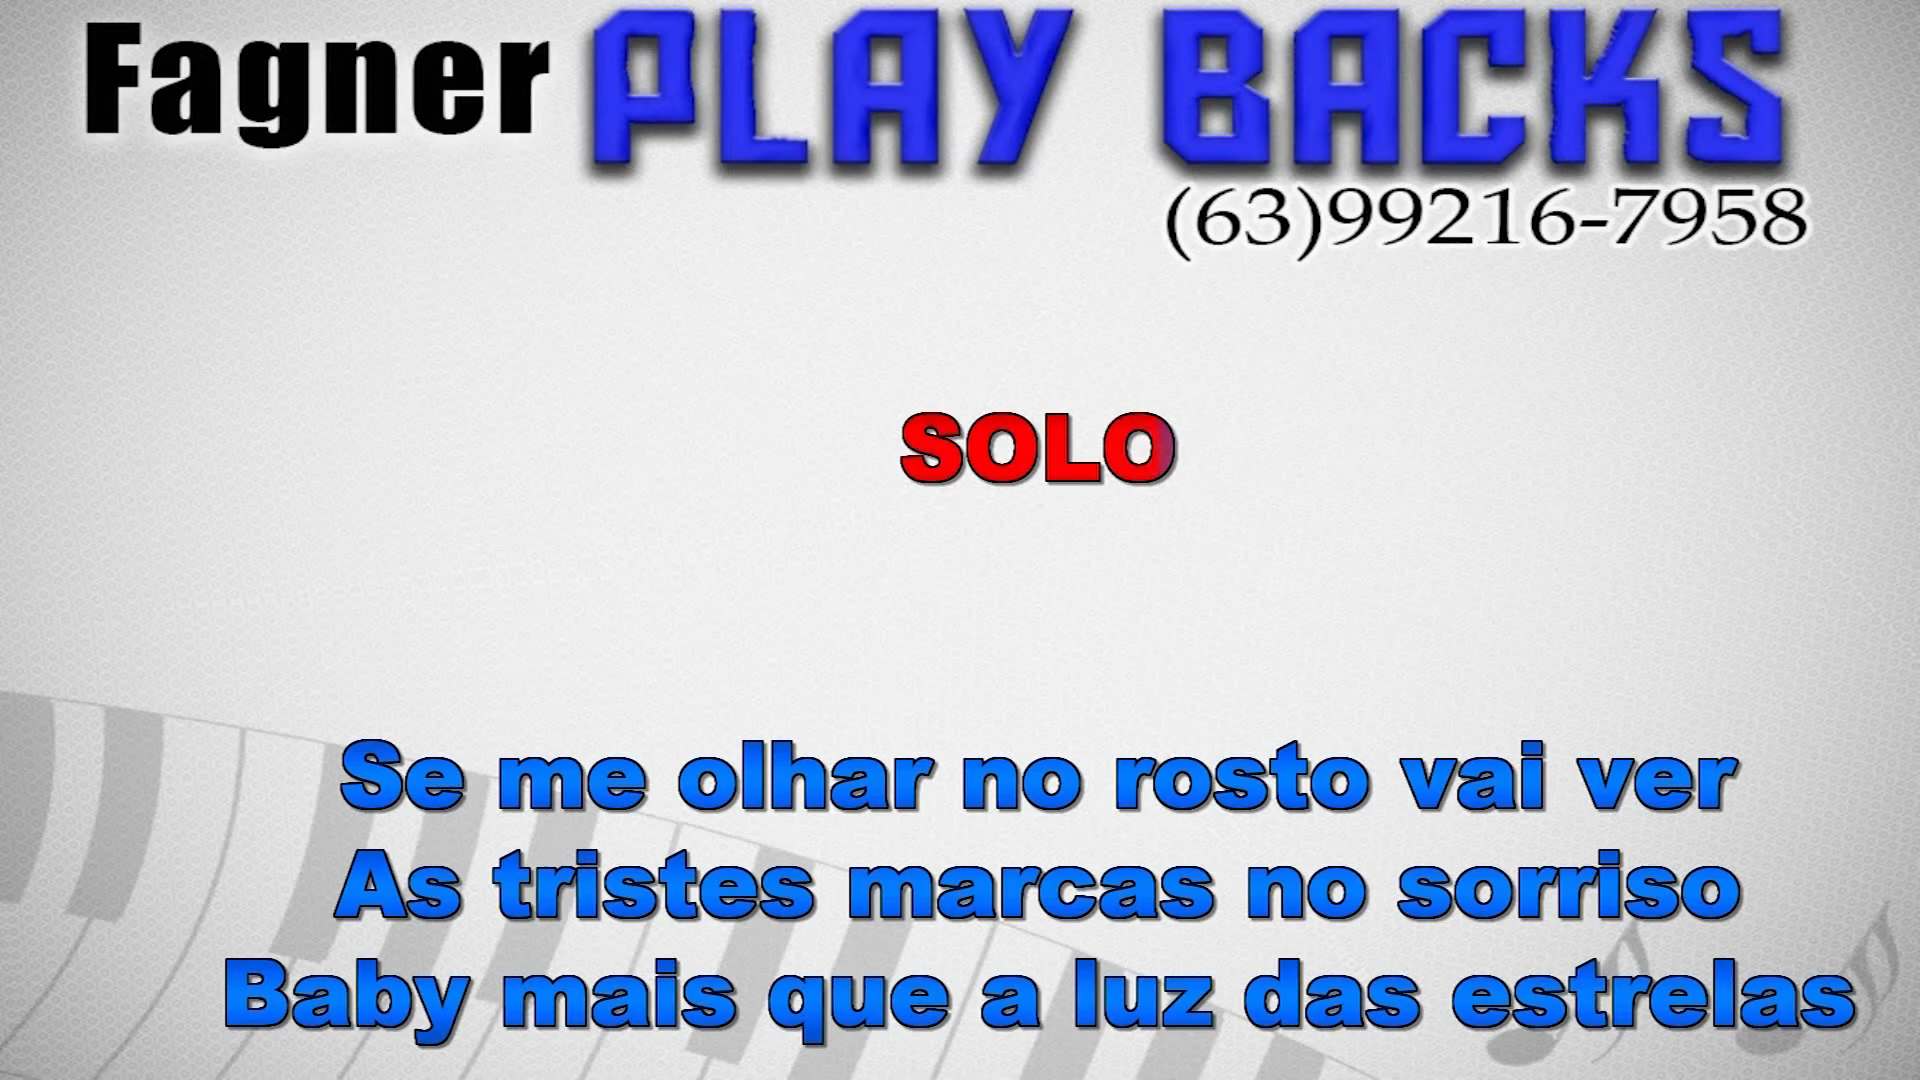 Fagner PLAY BACKS
(63)99216-7958
SOLO
Se me olhar no rosto vai ver
As tristes marcas no sorriso
Baby mais que a luz das estrelas